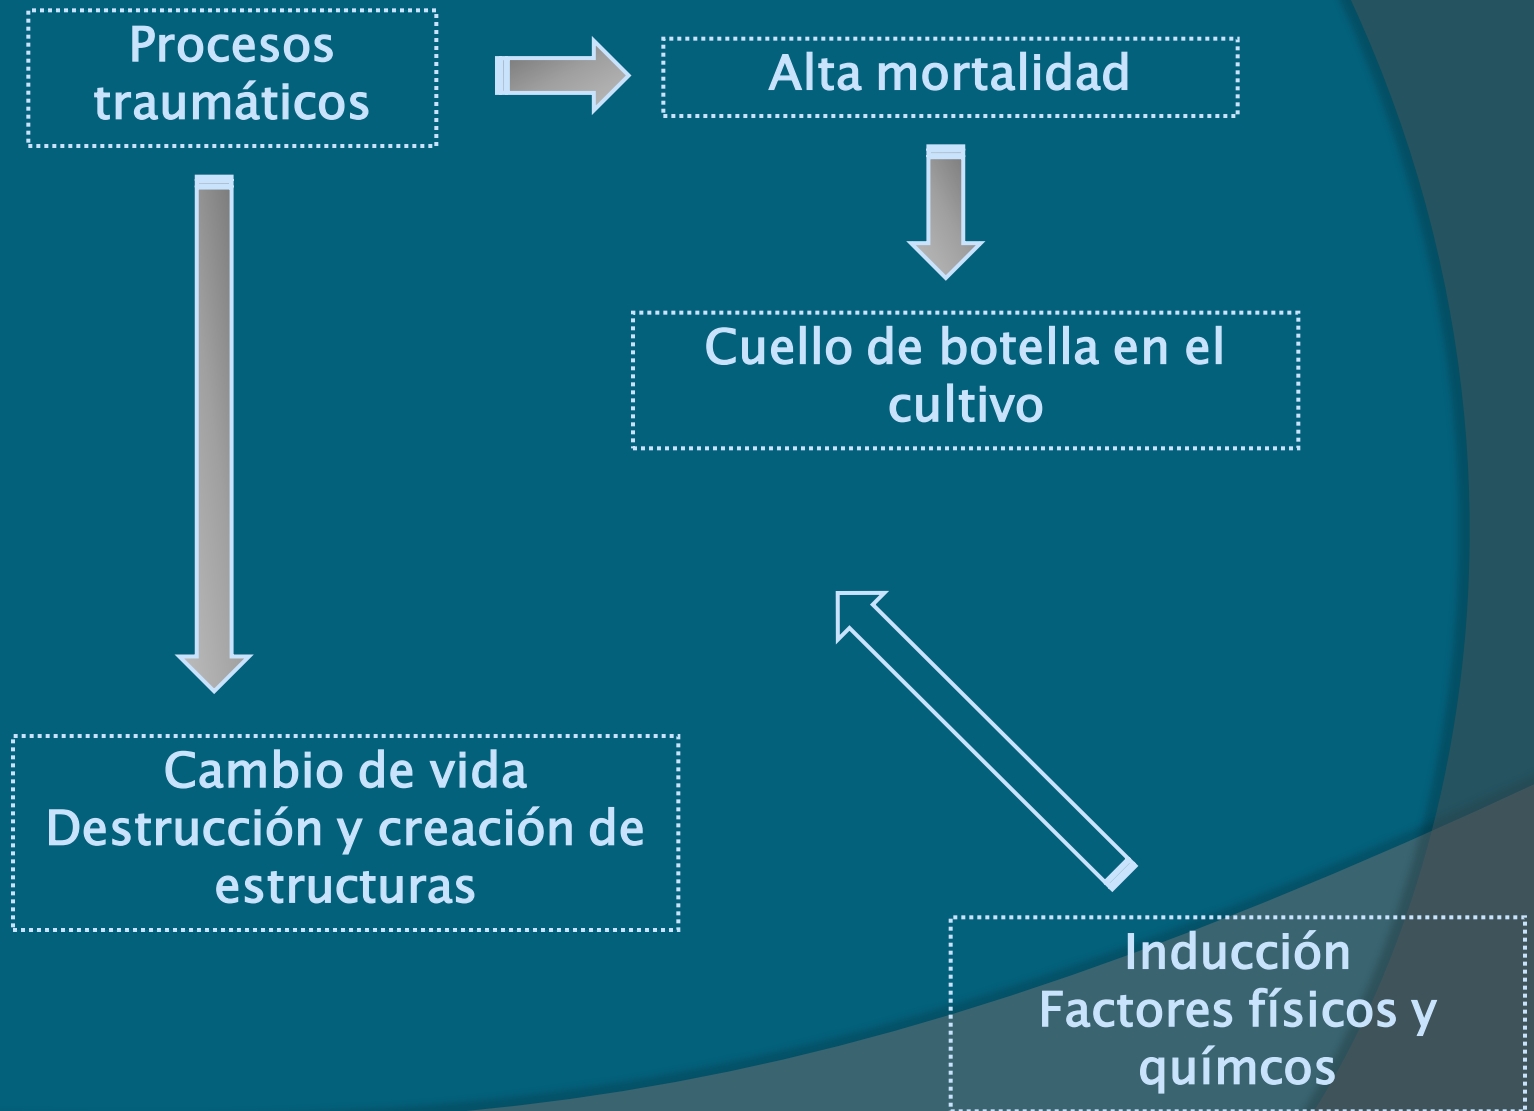 Procesos
traumáticos
Alta mortalidad
Cuello de botella en el
cultivo
Cambio de vida
Destrucción y creación de
estructuras
Inducción
Factores físicos y
químcos